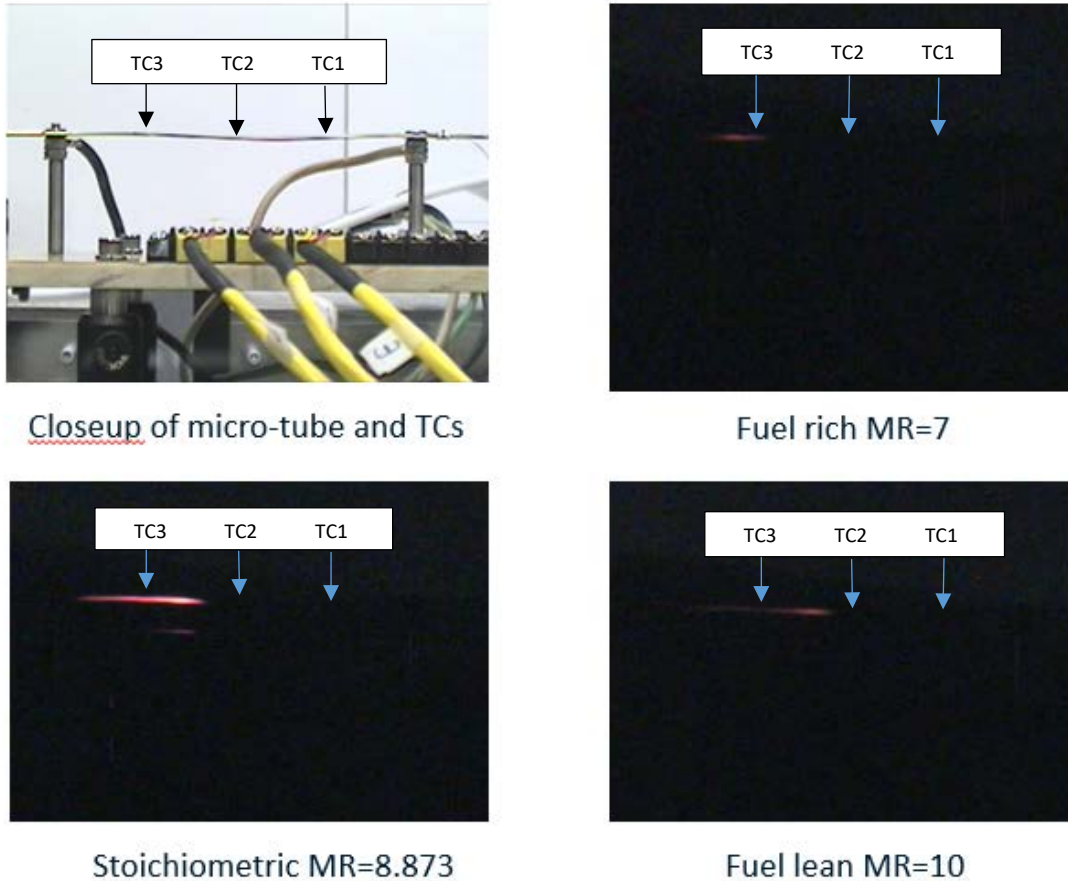 TC3 TC2 TC1
TC3 TC2 TC1
Closeup of micro-tube and TCs
Fuel rich MR=7
TC3 TC2 TC1
TC3 TC2 TC1
Stoichiometric MR=8.873
Fuel lean MR=10